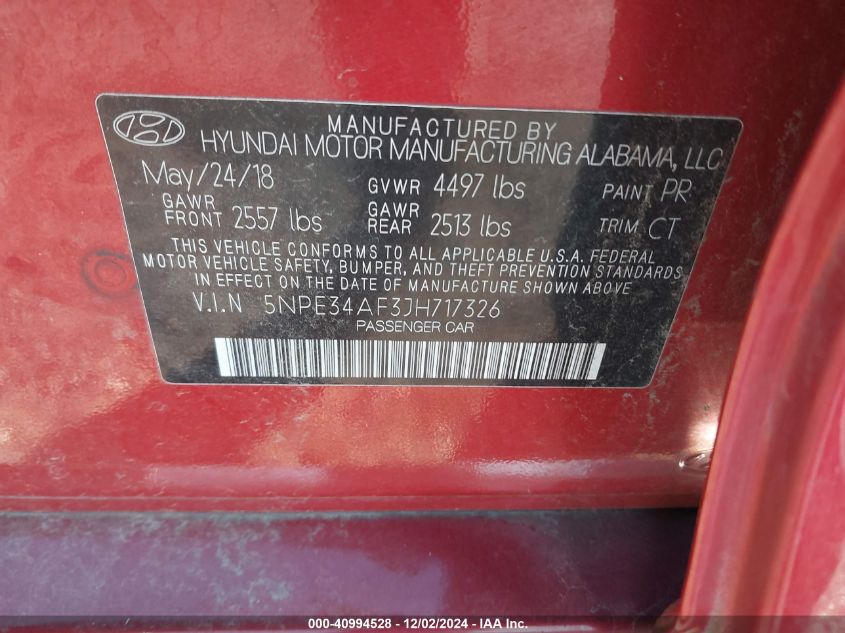 MANUFACTURED BY
HYUNDAI MOTOR MANUFACTURING ALABAMA, LLC
May/24/18 GVWR 4497 lbs PAINT PR
GAWR FRONT 2557 lbs GAWR REAR 2513 lbs TRIM CT
THIS VEHICLE CONFORMS TO ALL APPLICABLE U.S.A. FEDERAL
MOTOR VEHICLE SAFETY, BUMPER, AND THEFT PREVENTION STANDARDS
IN EFFECT ON THE DATE OF MANUFACTURE SHOWN ABOVE
V.I.N 5NPE34AF3JH717326
PASSENGER CAR
000-40994528 - 12/02/2024 - IAA Inc.